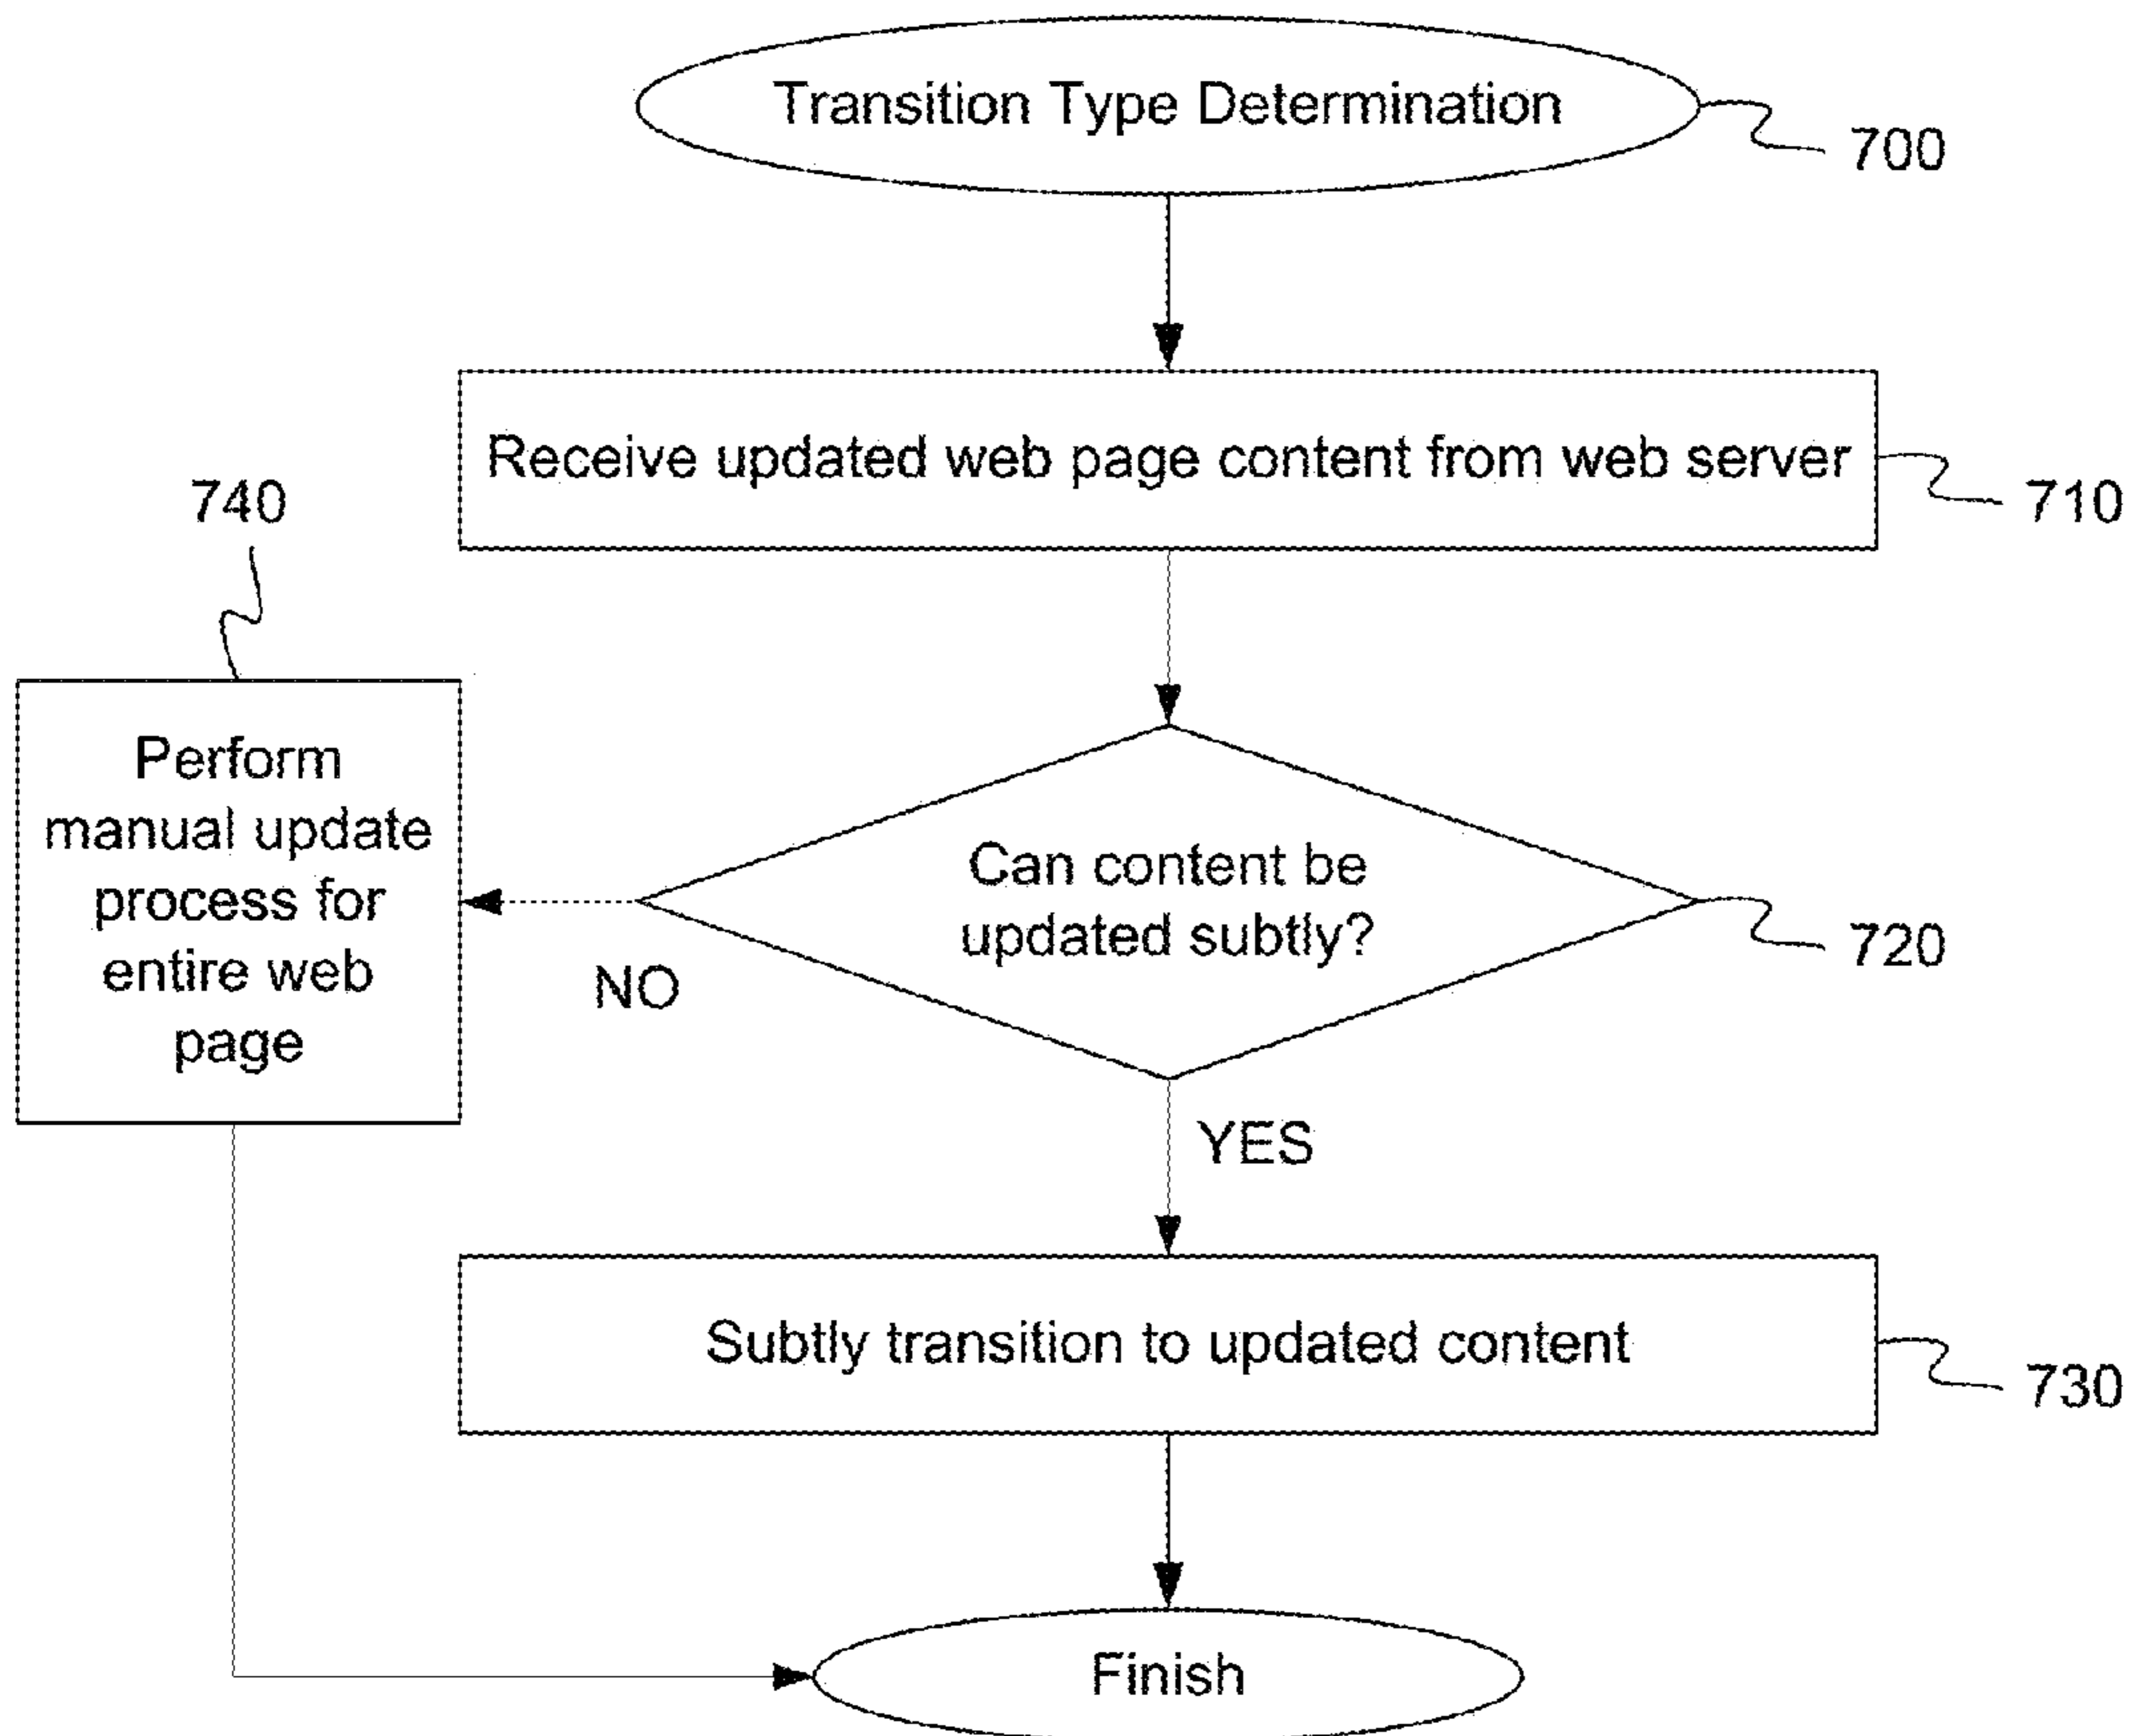 Transition Type Determination
700
Receive updated web page content from web server
710
740
Perform
manual update
process for
entire web
page
Can content be
updated subtly?
720
NO
YES
Subtly transition to updated content
730
Finish